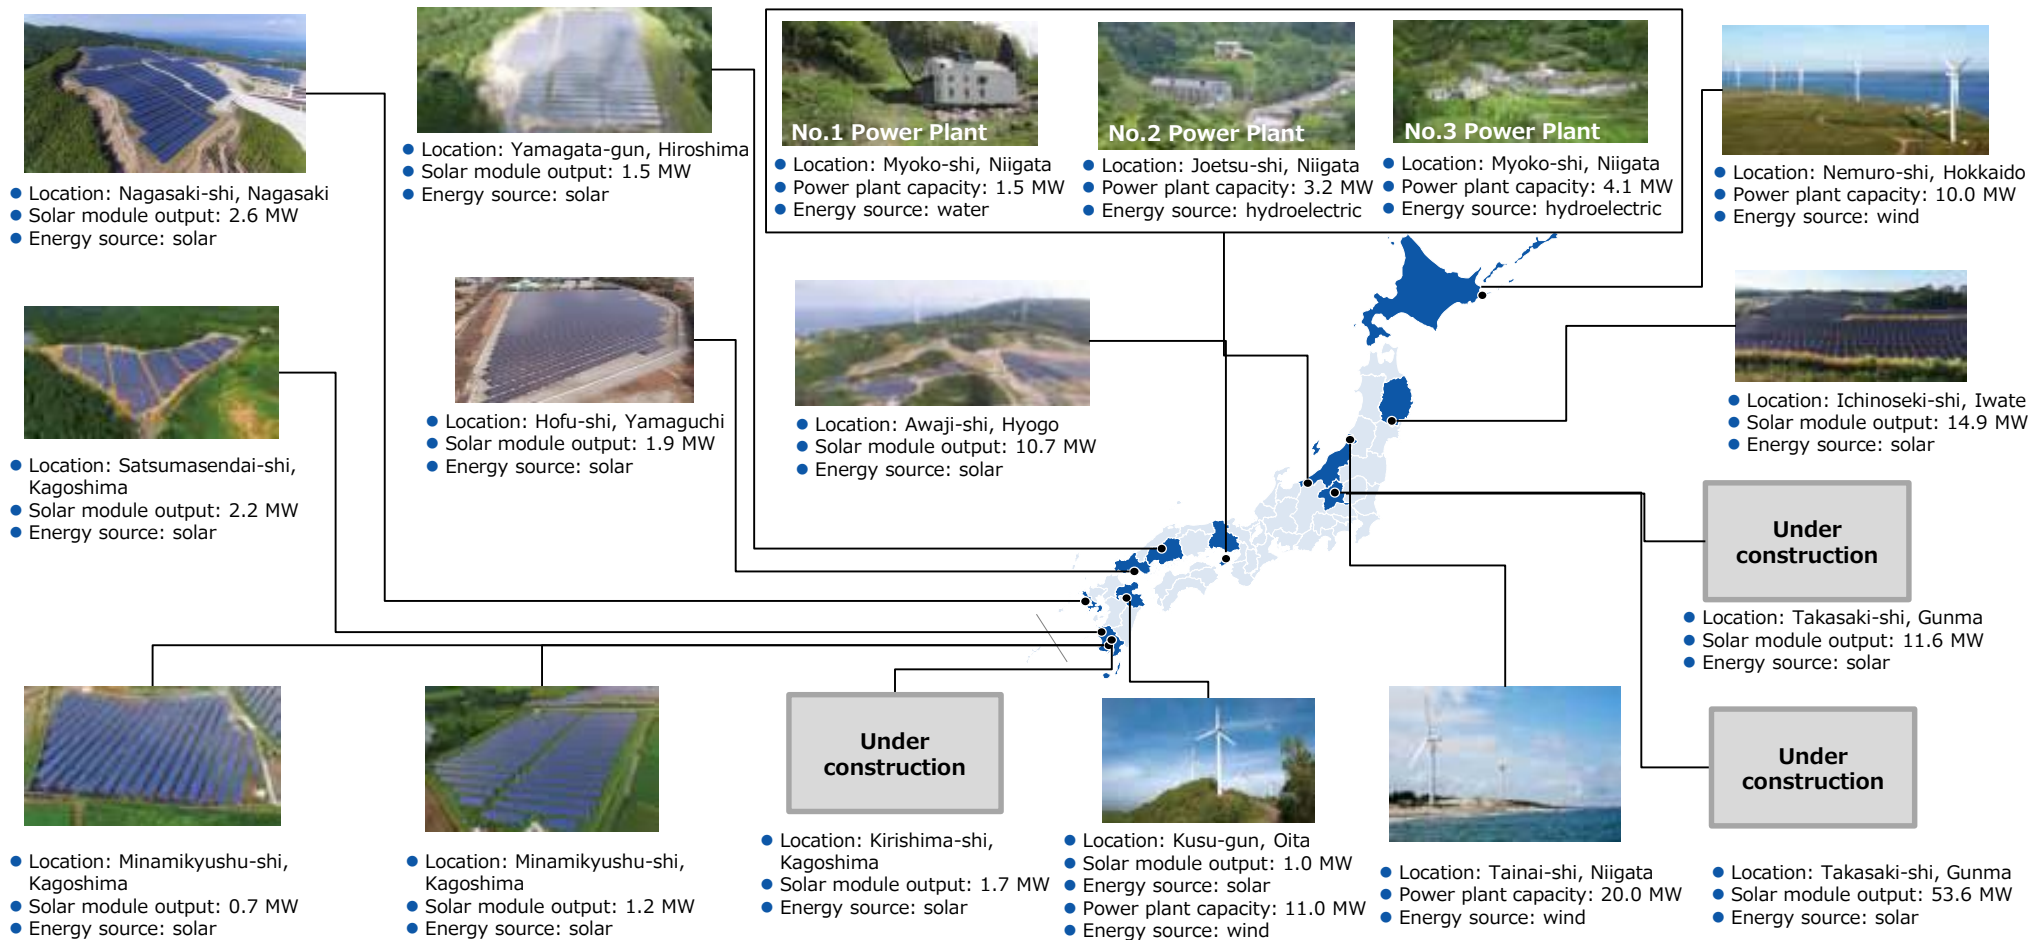 ● Location: Nagasaki-shi, Nagasaki
● Solar module output: 2.6 MW
● Energy source: solar
● Location: Yamagata-gun, Hiroshima
● Solar module output: 1.5 MW
● Energy source: solar
No.1 Power Plant
● Location: Myoko-shi, Niigata
● Power plant capacity: 1.5 MW
● Energy source: water
No.2 Power Plant
● Location: Joetsu-shi, Niigata
● Power plant capacity: 3.2 MW
● Energy source: hydroelectric
No.3 Power Plant
● Location: Myoko-shi, Niigata
● Power plant capacity: 4.1 MW
● Energy source: hydroelectric
● Location: Nemuro-shi, Hokkaido
● Power plant capacity: 10.0 MW
● Energy source: wind
● Location: Satsumasendai-shi,
Kagoshima
● Solar module output: 2.2 MW
● Energy source: solar
● Location: Hofu-shi, Yamaguchi
● Solar module output: 1.9 MW
● Energy source: solar
● Location: Awaji-shi, Hyogo
● Solar module output: 10.7 MW
● Energy source: solar
● Location: Ichinoseki-shi, Iwate
● Solar module output: 14.9 MW
● Energy source: solar
Under
construction
● Location: Takasaki-shi, Gunma
● Solar module output: 11.6 MW
● Energy source: solar
● Location: Minamikyushu-shi,
Kagoshima
● Solar module output: 0.7 MW
● Energy source: solar
● Location: Minamikyushu-shi,
Kagoshima
● Solar module output: 1.2 MW
● Energy source: solar
Under
construction
● Location: Kirishima-shi,
Kagoshima
● Solar module output: 1.7 MW
● Energy source: solar
● Location: Kusu-gun, Oita
● Solar module output: 1.0 MW
● Energy source: solar
● Power plant capacity: 11.0 MW
● Energy source: wind
● Location: Tainai-shi, Niigata
● Power plant capacity: 20.0 MW
● Energy source: wind
Under
construction
● Location: Takasaki-shi, Gunma
● Solar module output: 53.6 MW
● Energy source: solar